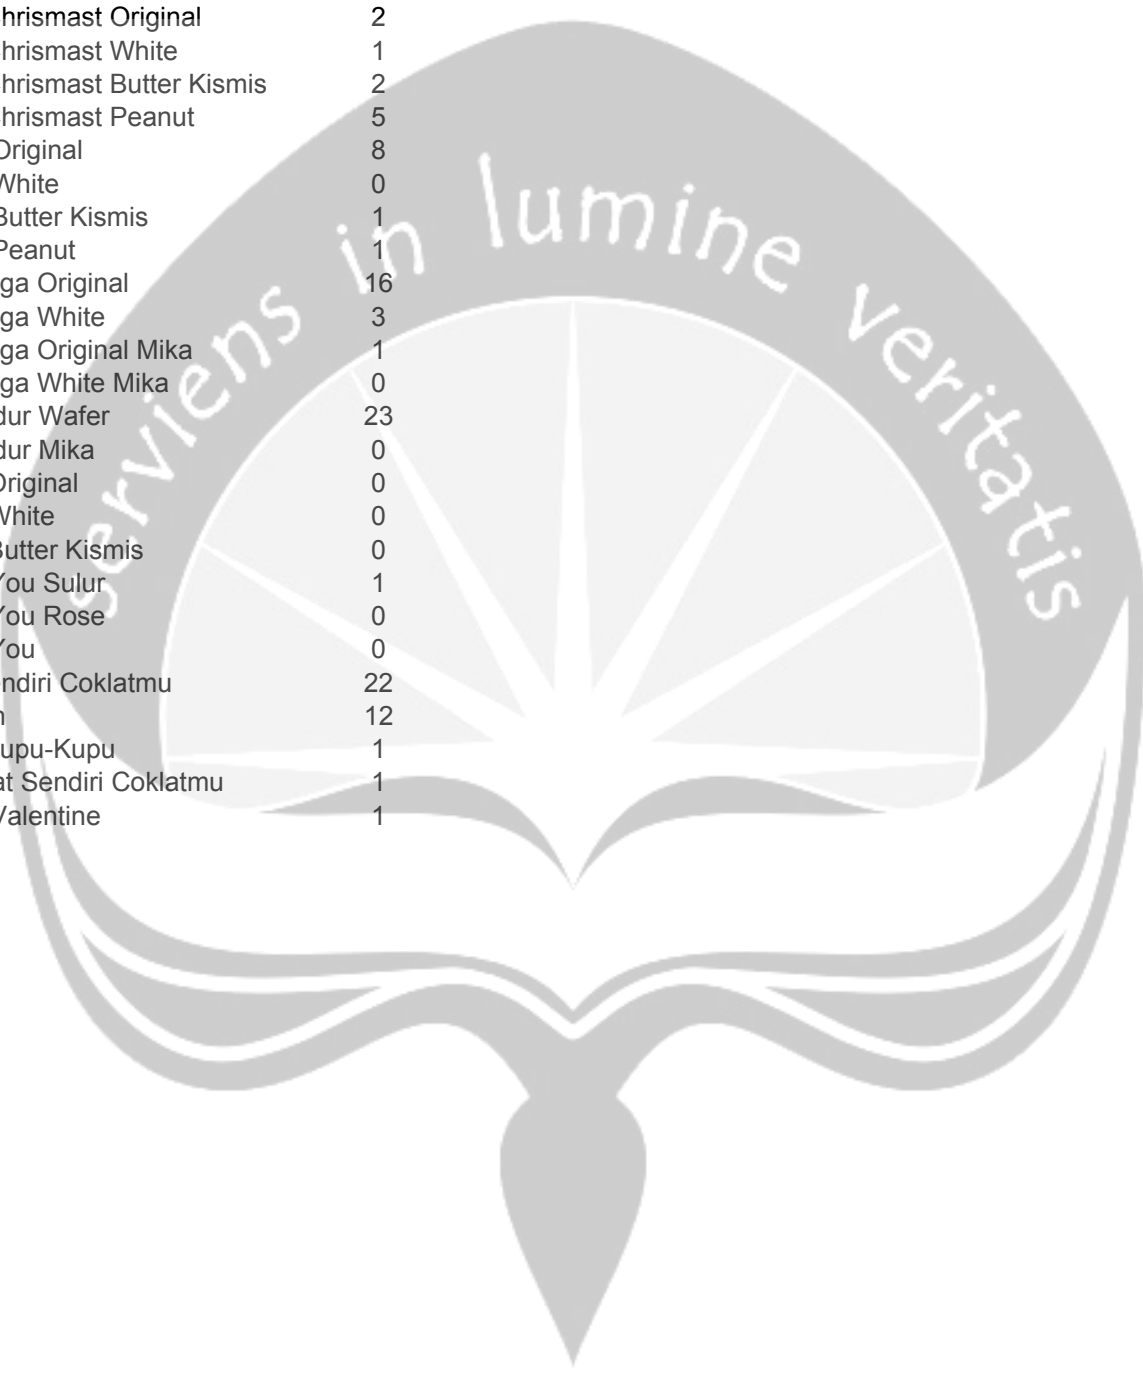 hrismast Original 2
hrismast White 1
hrismast Butter Kismis 2
hrismast Peanut 5
Original 8
White 0
Butter Kismis 1
Peanut 1
ga Original 16
ga White 3
ga Original Mika 1
ga White Mika 0
dur Wafer 23
dur Mika 0
Original 0
White 0
Butter Kismis 0
You Sulur 1
You Rose 0
You 0
endiri Coklatmu 22
n 12
upu-Kupu 1
at Sendiri Coklatmu 1
Valentine 1
serviens in lumine veritatis